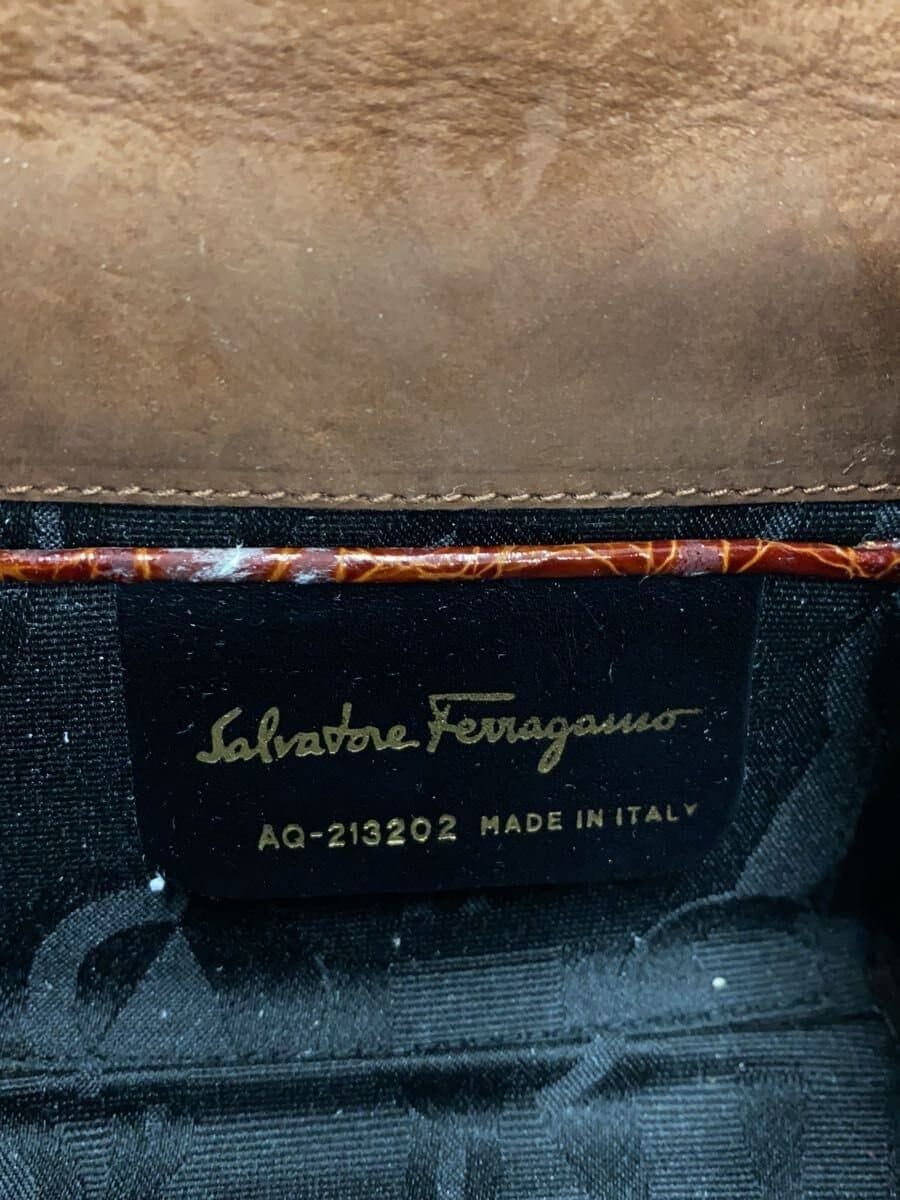 Salvatore Ferragamo
AQ-213202 MADE IN ITALY